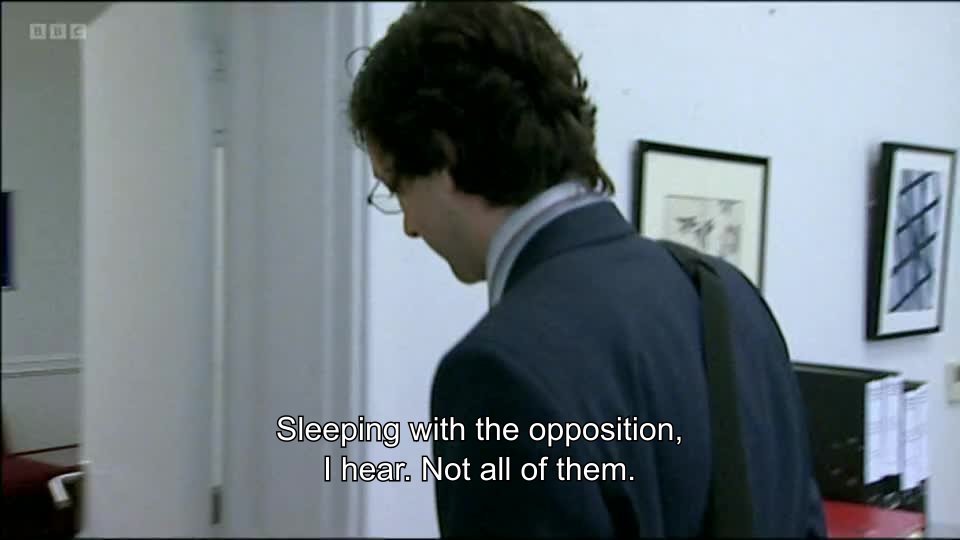 BBC
Sleeping with the opposition,
I hear. Not all of them.